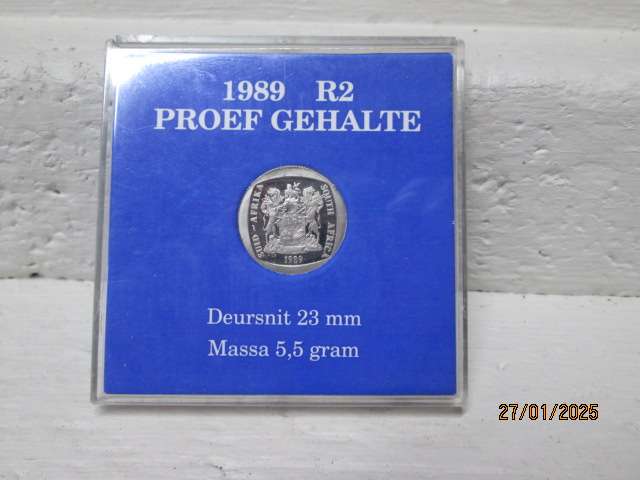 1989 R2
PROEF GEHALTE
SUID-AFRIKA
SOUTH AFRICA
1989
Deursnit 23 mm
Massa 5,5 gram
27/01/2025